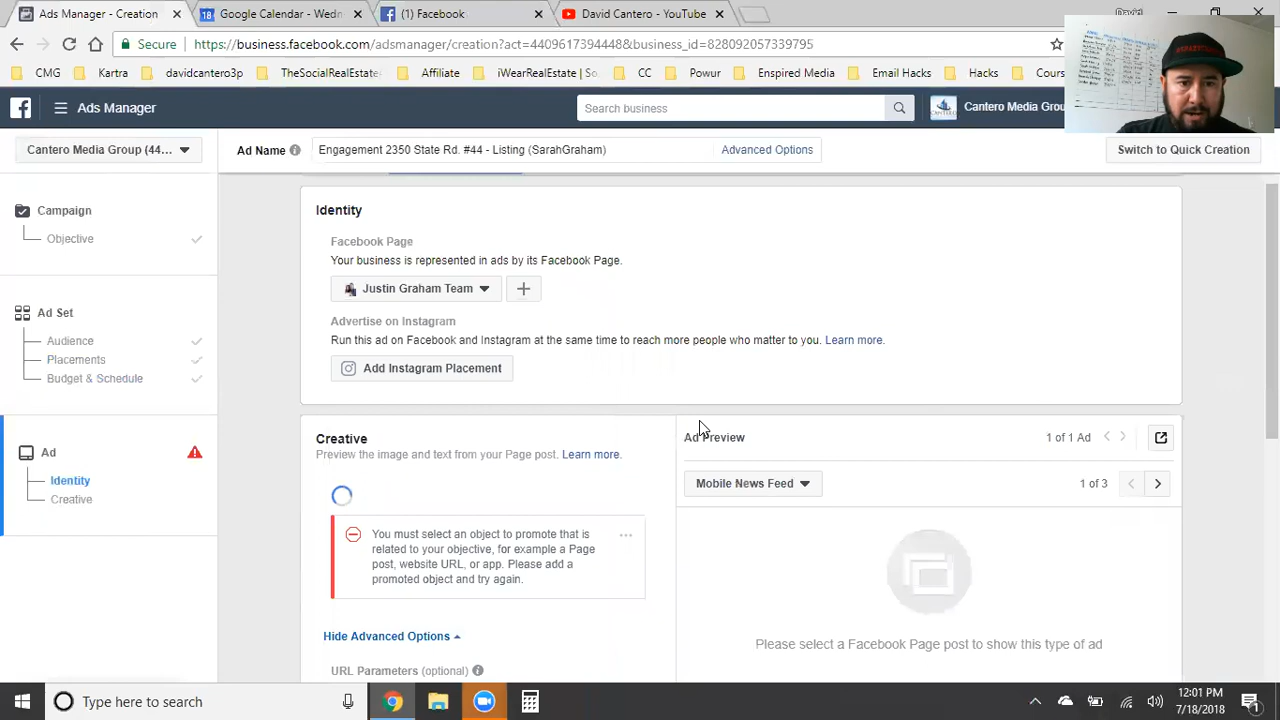 Ads Manager - Creation
Google Calendar - Wedn
(1) Facebook
David Cantero - YouTube
Secure
https://business.facebook.com/adsmanager/creation?act=4409617394448&business_id=828092057339795
CMG
Kartra
davidcantero3p
TheSocialRealEstate(
Affiliate
iWearRealEstate | So
CC
Powur
Enspired Media
Email Hacks
Hacks
Cours
Ads Manager
Search business
Cantero Media Grou
Cantero Media Group (44...
Ad Name
Engagement 2350 State Rd. #44 - Listing (SarahGraham)
Advanced Options
Switch to Quick Creation
Campaign
Objective
Ad Set
Audience
Placements
Budget & Schedule
Ad
Identity
Creative
Identity
Facebook Page
Your business is represented in ads by its Facebook Page.
Justin Graham Team
Advertise on Instagram
Run this ad on Facebook and Instagram at the same time to reach more people who matter to you. Learn more.
Add Instagram Placement
Creative
Preview the image and text from your Page post. Learn more.
You must select an object to promote that is
related to your objective, for example a Page
post, website URL, or app. Please add a
promoted object and try again.
Hide Advanced Options
URL Parameters (optional)
Ad Preview
1 of 1 Ad
Mobile News Feed
1 of 3
Please select a Facebook Page post to show this type of ad
Type here to search
12:01 PM
7/18/2018